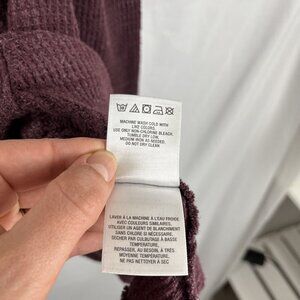 MACHINE WASH COLD WITH
LIKE COLORS.
USE ONLY NON-CHLORINE BLEACH.
TUMBLE DRY LOW.
MEDIUM IRON AS NEEDED.
DO NOT DRY CLEAN
LAVER À LA MACHINE À L'EAU FROIDE
AVEC COULEURS SIMILAIRES.
UTILISER UN AGENT DE BLANCHIMENT
SANS CHLORE SI NÉCESSAIRE.
SÉCHER PAR CULBUTAGE À BASSE
TEMPÉRATURE.
REPASSER, AU BESOIN, À TRÈS
MOYENNE TEMPÉRATURE.
NE PAS NETTOYER À SEC